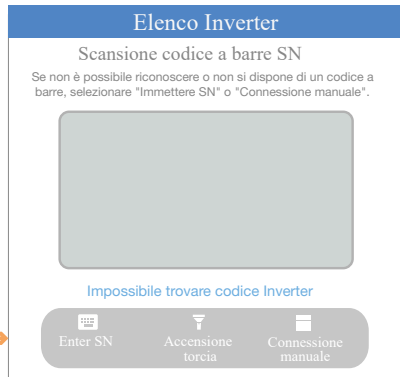 Elenco Inverter
Scansione codice a barre SN
Se non è possibile riconoscere o non si dispone di un codice a
barre, selezionare "Immettere SN" o "Connessione manuale".
Impossibile trovare codice Inverter
Enter SN
Accensione
torcia
Connessione
manuale